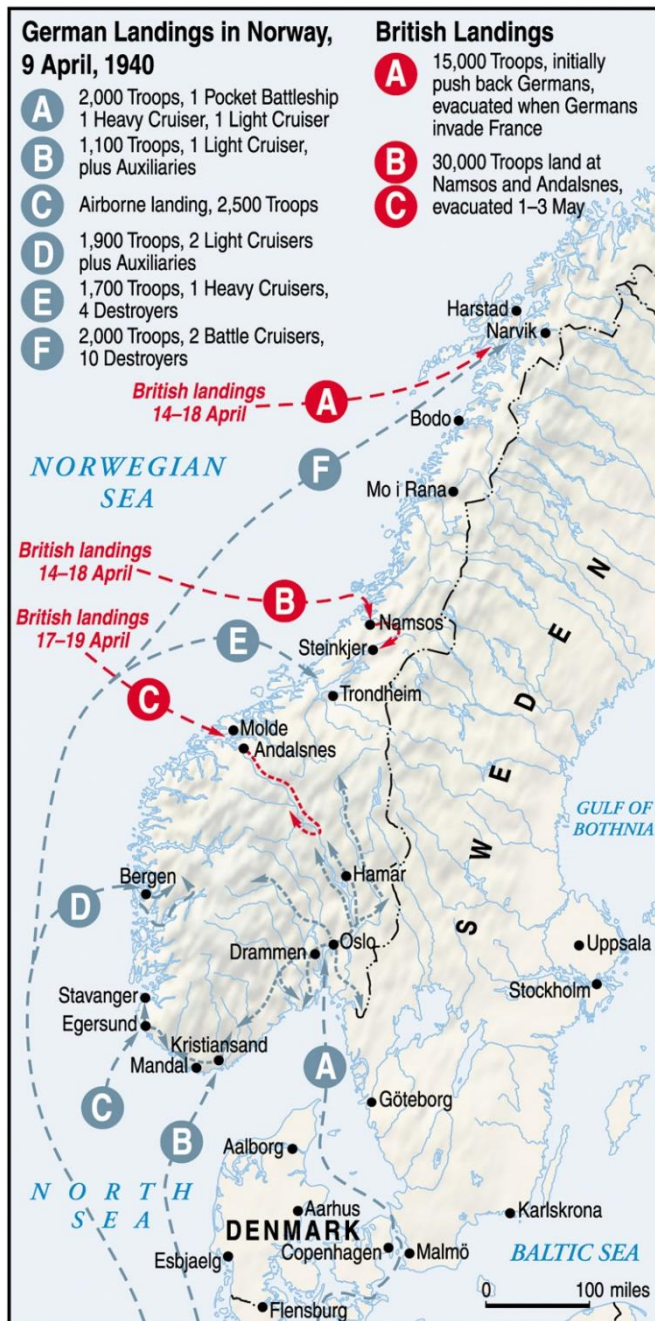 German Landings in Norway,
9 April, 1940
A
2,000 Troops, 1 Pocket Battleship
1 Heavy Cruiser, 1 Light Cruiser
B
1,100 Troops, 1 Light Cruiser,
plus Auxiliaries
C
Airborne landing, 2,500 Troops
D
1,900 Troops, 2 Light Cruisers
plus Auxiliaries
E
1,700 Troops, 1 Heavy Cruisers,
4 Destroyers
F
2,000 Troops, 2 Battle Cruisers,
10 Destroyers
British Landings
A
15,000 Troops, initially
push back Germans,
evacuated when Germans
invade France
B
C
30,000 Troops land at
Namsos and Andalsnes,
evacuated 1–3 May
Harstad
Narvik
British landings
14–18 April
A
Bodo
NORWEGIAN
SEA
F
Mo i Rana
British landings
14–18 April
B
Namsos
British landings
17–19 April
E
Steinkjer
Trondheim
C
Molde
Andalsnes
SWEDEN
GULF OF
BOTHNIA
Bergen
D
Hamar
Oslo
Drammen
Uppsala
Stockholm
Stavanger
Egersund
Kristiansand
Mandal
A
C
B
Göteborg
Aalborg
NORTH
SEA
Aarhus
DENMARK
Copenhagen
Malmö
Karlskrona
Esbjaelg
BALTIC SEA
Flensburg
0 100 miles